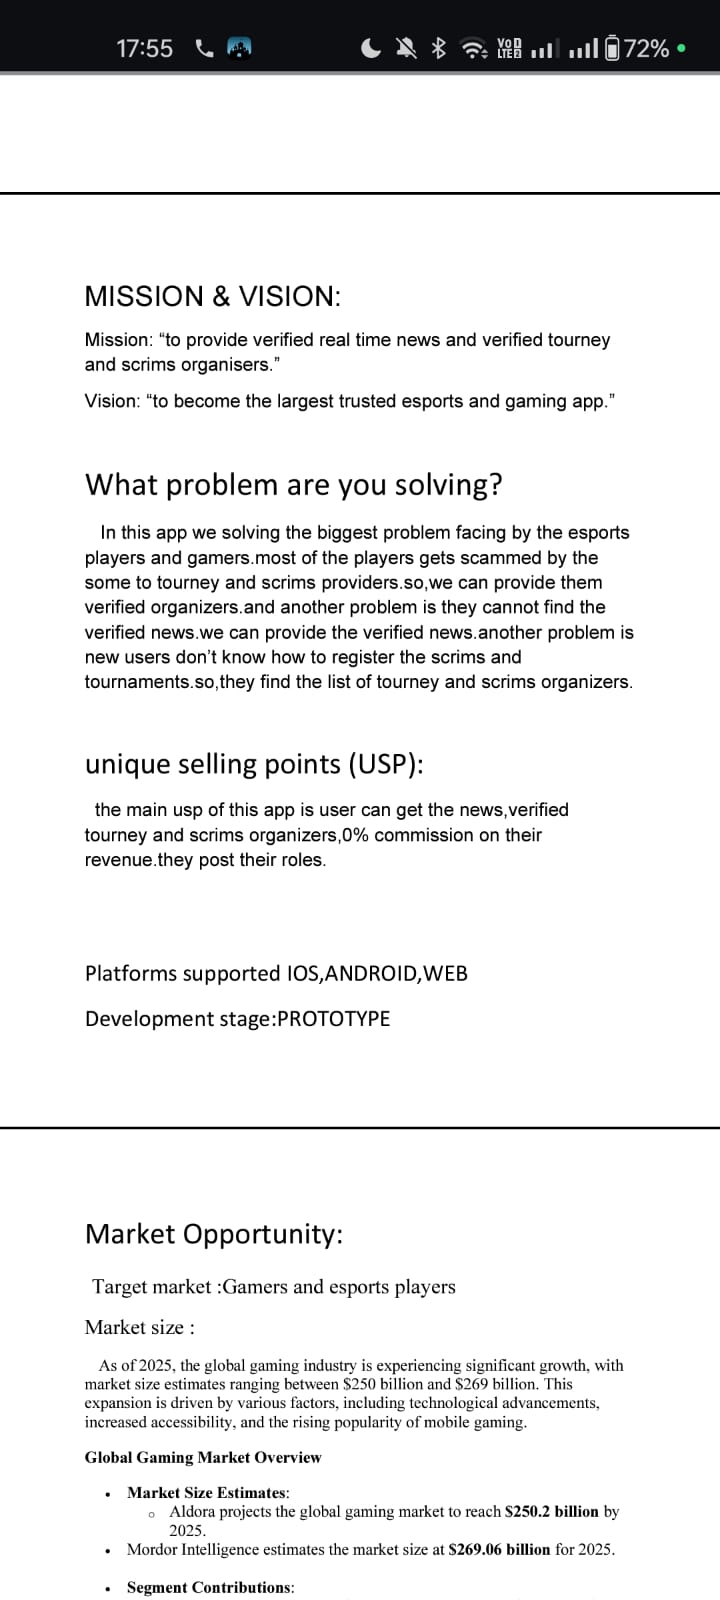 17:55 VoD LTE2 72%
MISSION & VISION:
Mission: “to provide verified real time news and verified tourney
and scrims organisers.”
Vision: “to become the largest trusted esports and gaming app.”
What problem are you solving?
In this app we solving the biggest problem facing by the esports
players and gamers.most of the players gets scammed by the
some to tourney and scrims providers.so,we can provide them
verified organizers.and another problem is they cannot find the
verified news.we can provide the verified news.another problem is
new users don’t know how to register the scrims and
tournaments.so,they find the list of tourney and scrims organizers.
unique selling points (USP):
the main usp of this app is user can get the news,verified
tourney and scrims organizers,0% commission on their
revenue.they post their roles.
Platforms supported IOS,ANDROID,WEB
Development stage:PROTOTYPE
Market Opportunity:
Target market :Gamers and esports players
Market size :
As of 2025, the global gaming industry is experiencing significant growth, with
market size estimates ranging between $250 billion and $269 billion. This
expansion is driven by various factors, including technological advancements,
increased accessibility, and the rising popularity of mobile gaming.
Global Gaming Market Overview
• Market Size Estimates:
o Aldora projects the global gaming market to reach $250.2 billion by
2025.
• Mordor Intelligence estimates the market size at $269.06 billion for 2025.
• Segment Contributions: